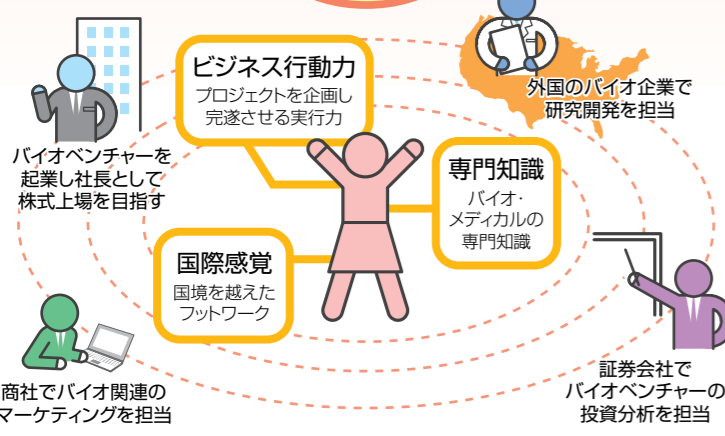 ビジネス行動力
プロジェクトを企画し
完遂させる実行力
外国のバイオ企業で
研究開発を担当
バイオベンチャーを
起業し社長として
株式上場を目指す
専門知識
バイオ・
メディカルの
専門知識
国際感覚
国境を越えた
フットワーク
商社でバイオ関連の
マーケティングを担当
証券会社で
バイオベンチャーの
投資分析を担当